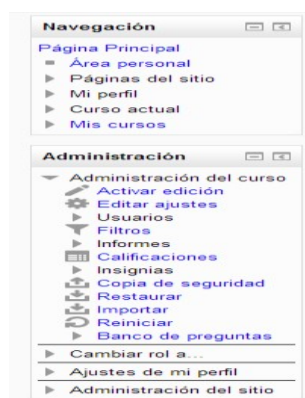 Navegación
Página Principal
Área personal
Páginas del sitio
Mi perfil
Curso actual
Mis cursos
Administración
Administración del curso
Activar edición
Editar ajustes
Usuarios
Filtros
Informes
Calificaciones
Insignias
Copia de seguridad
Restaurar
Importar
Reiniciar
Banco de preguntas
Cambiar rol a...
Ajustes de mi perfil
Administración del sitio